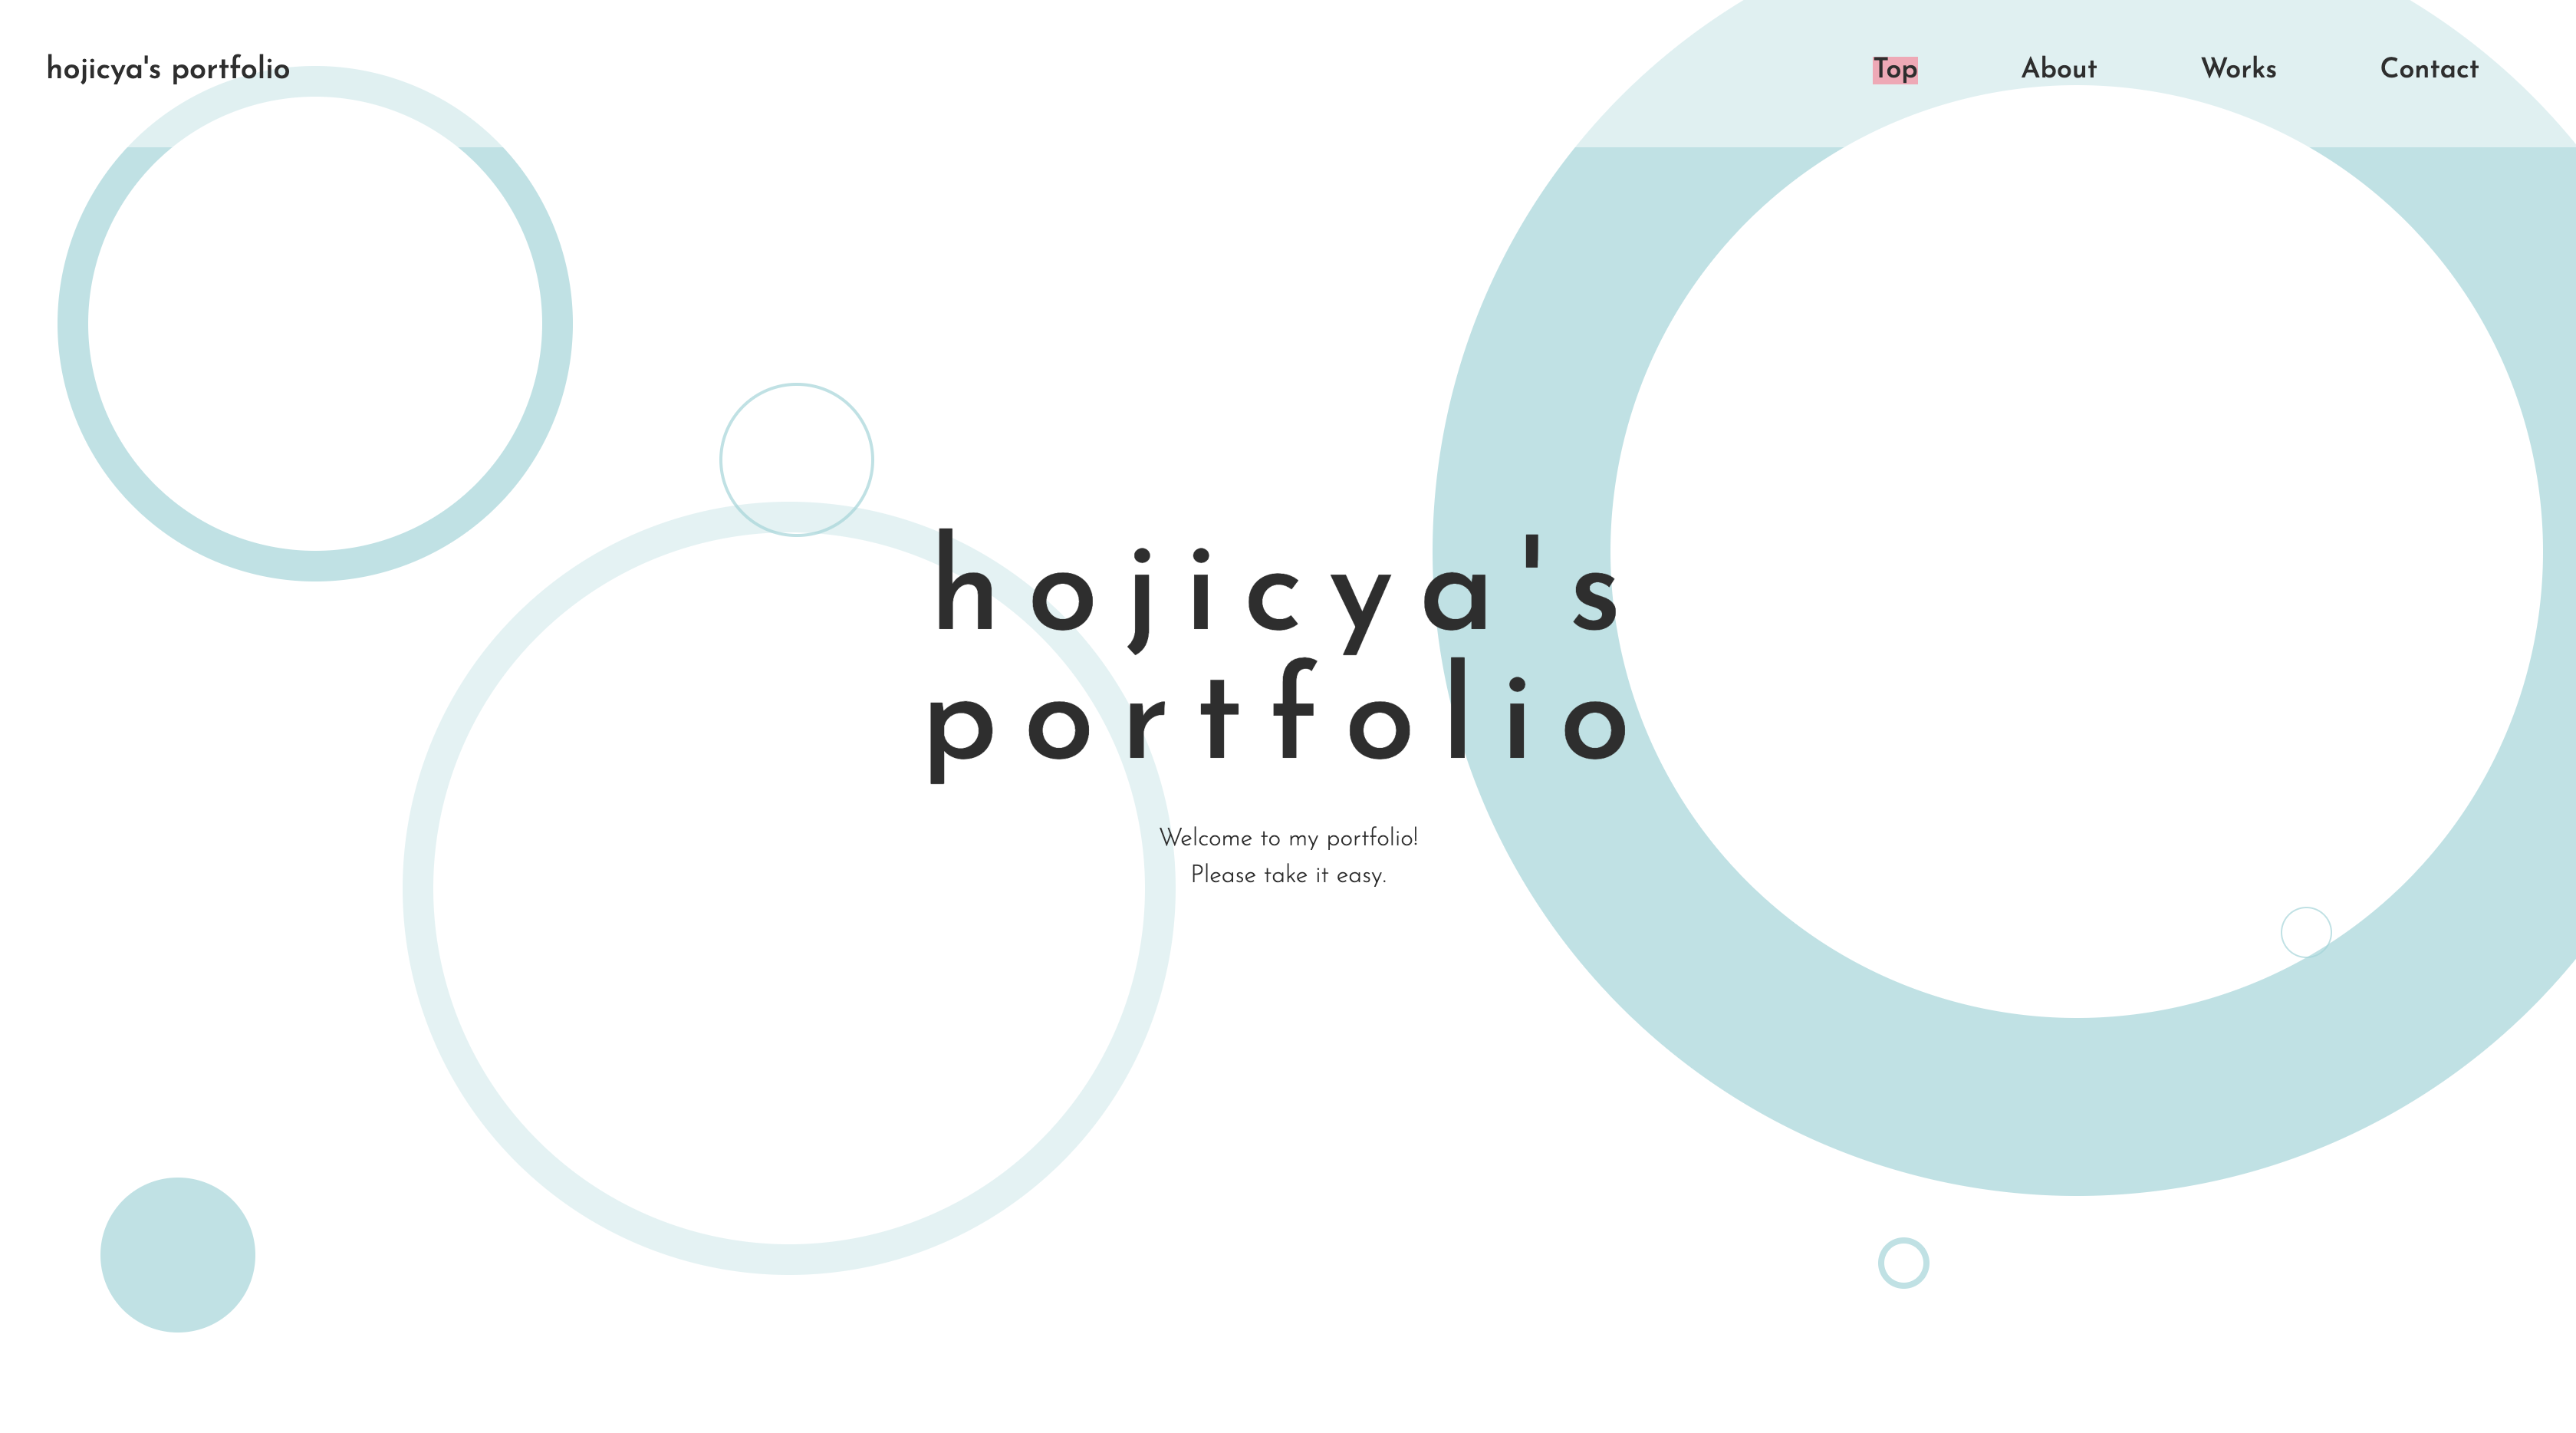 hojicya's portfolio
Top
About
Works
Contact
hojicya's
portfolio
Welcome to my portfolio!
Please take it easy.